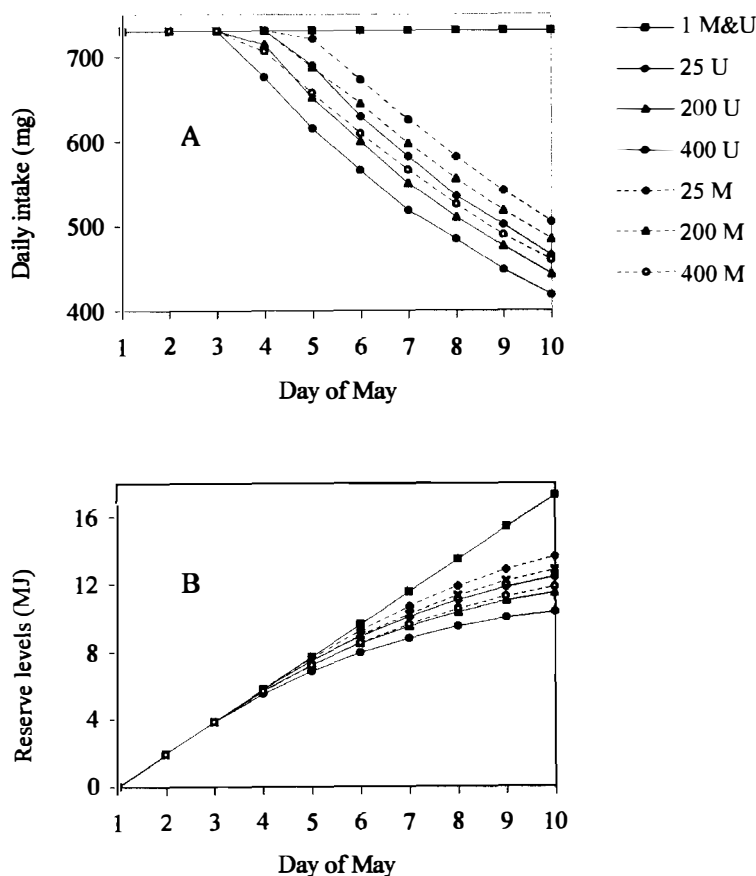 700
600
500
400
Daily intake (mg)
A
1 2 3 4 5 6 7 8 9 10
Day of May
1 M&U
25 U
200 U
400 U
25 M
200 M
400 M
16
12
8
4
0
Reserve levels (MJ)
B
1 2 3 4 5 6 7 8 9 10
Day of May